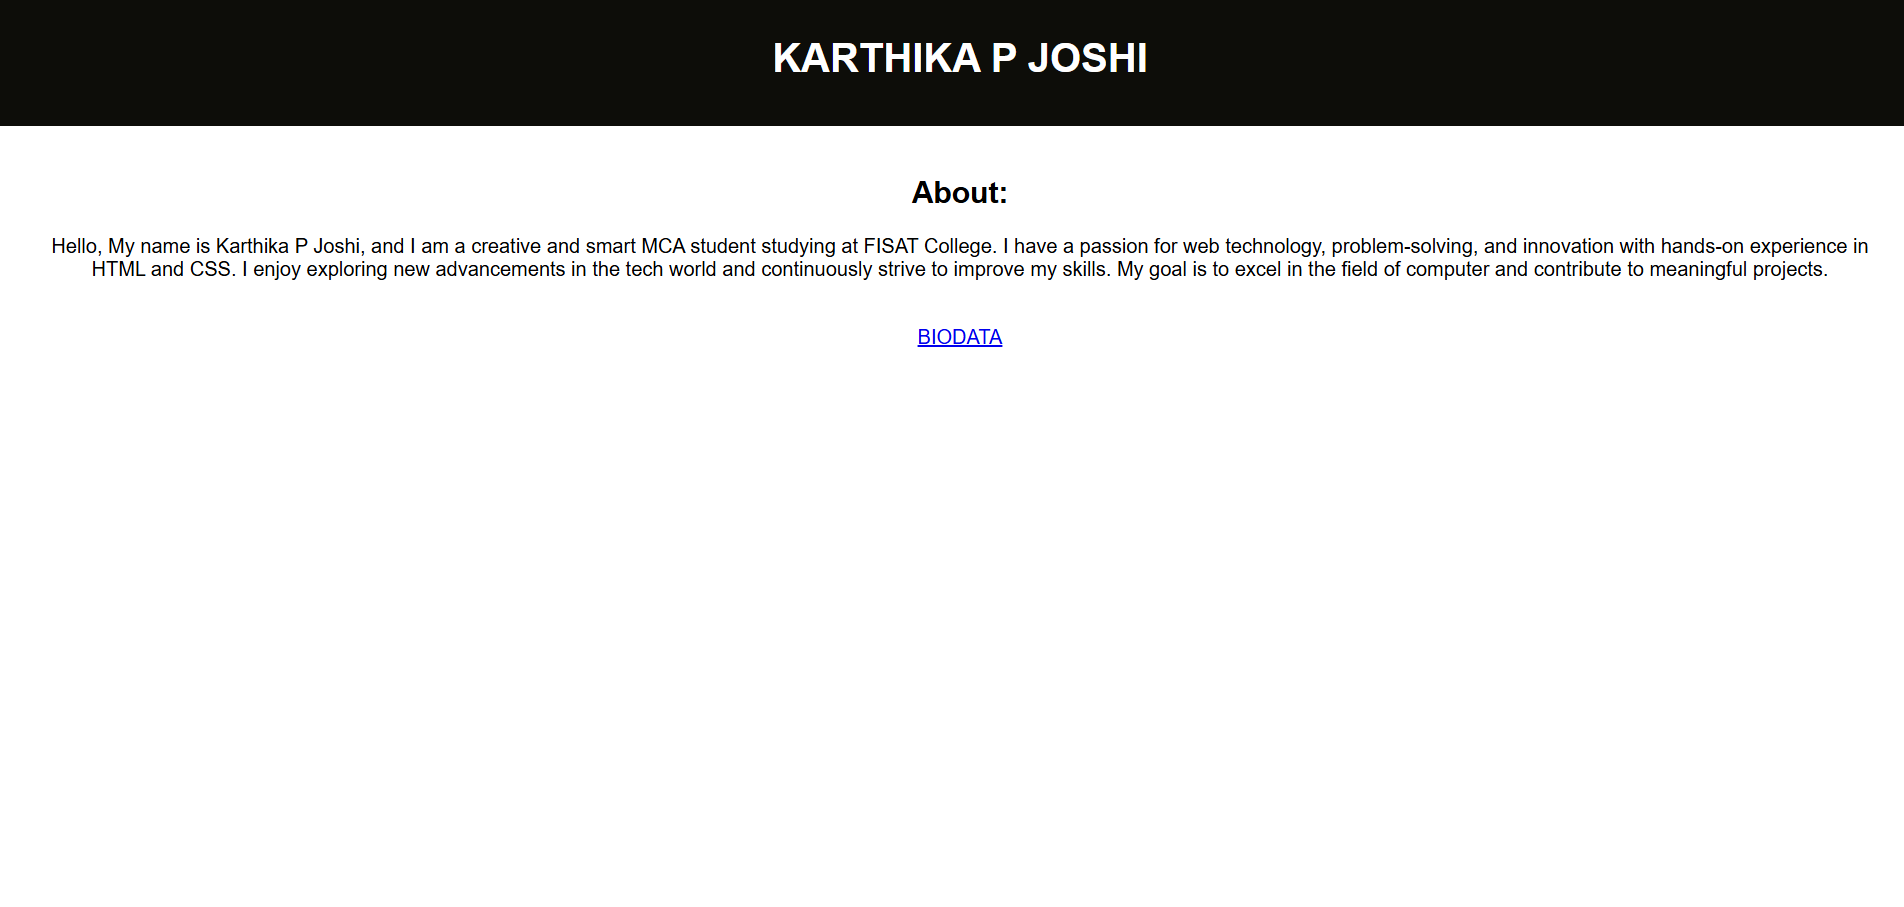 KARTHIKA P JOSHI
About:
Hello, My name is Karthika P Joshi, and I am a creative and smart MCA student studying at FISAT College. I have a passion for web technology, problem-solving, and innovation with hands-on experience in
HTML and CSS. I enjoy exploring new advancements in the tech world and continuously strive to improve my skills. My goal is to excel in the field of computer and contribute to meaningful projects.
BIODATA